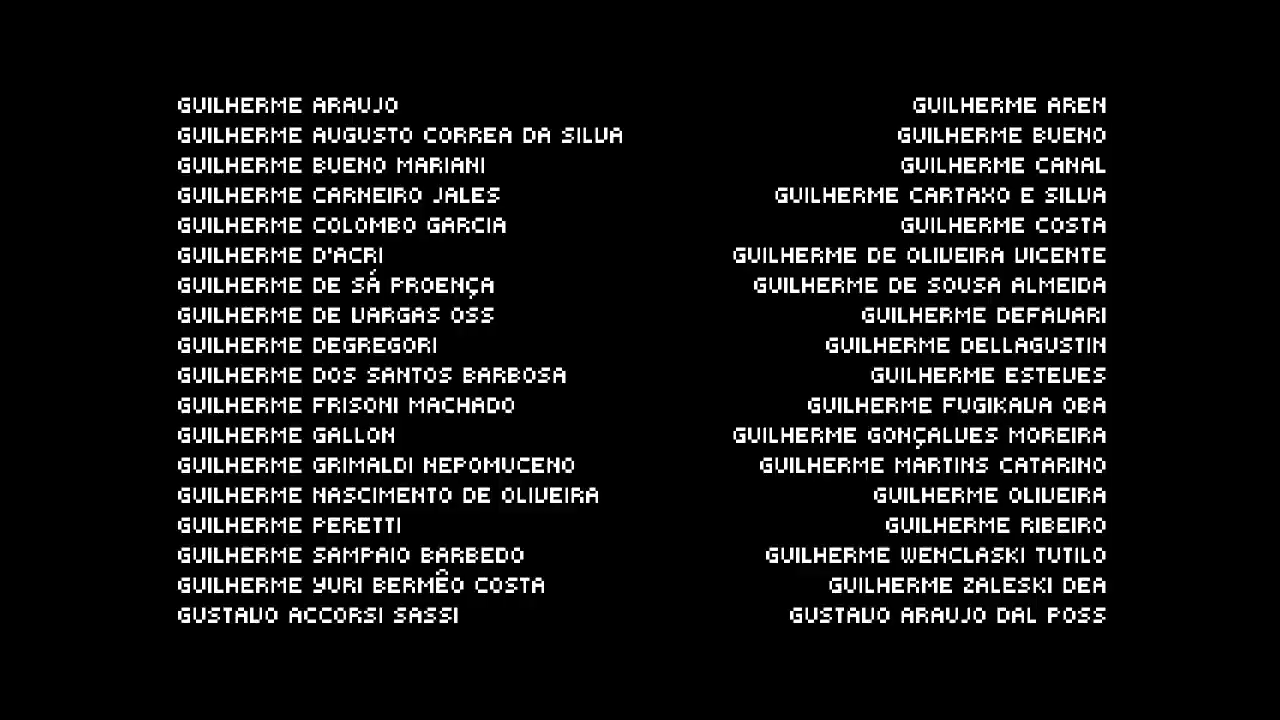 GUILHERME ARAUJO
GUILHERME AREN
GUILHERME AUGUSTO CORREA DA SILVA
GUILHERME BUENO
GUILHERME BUENO MARIANI
GUILHERME CANAL
GUILHERME CARNEIRO JALES
GUILHERME CARTAXO E SILVA
GUILHERME COLOMBO GARCIA
GUILHERME COSTA
GUILHERME D'ACRI
GUILHERME DE OLIVEIRA VICENTE
GUILHERME DE SÁ PROENÇA
GUILHERME DE SOUSA ALMEIDA
GUILHERME DE VARGAS OSS
GUILHERME DEFAVARI
GUILHERME DEGREGORI
GUILHERME DELLAGUSTIN
GUILHERME DOS SANTOS BARBOSA
GUILHERME ESTEVES
GUILHERME FRISONI MACHADO
GUILHERME FUGIKAVA OBA
GUILHERME GALLON
GUILHERME GONÇALVES MOREIRA
GUILHERME GRIMALDI NEPOMUCENO
GUILHERME MARTINS CATARINO
GUILHERME NASCIMENTO DE OLIVEIRA
GUILHERME OLIVEIRA
GUILHERME PERETTI
GUILHERME RIBEIRO
GUILHERME SAMPAIO BARBEDO
GUILHERME WENCLASKI TUTILO
GUILHERME YURI BERMÊO COSTA
GUILHERME ZALESKI DEA
GUSTAVO ACCORSI SASSI
GUSTAVO ARAUJO DAL POSS